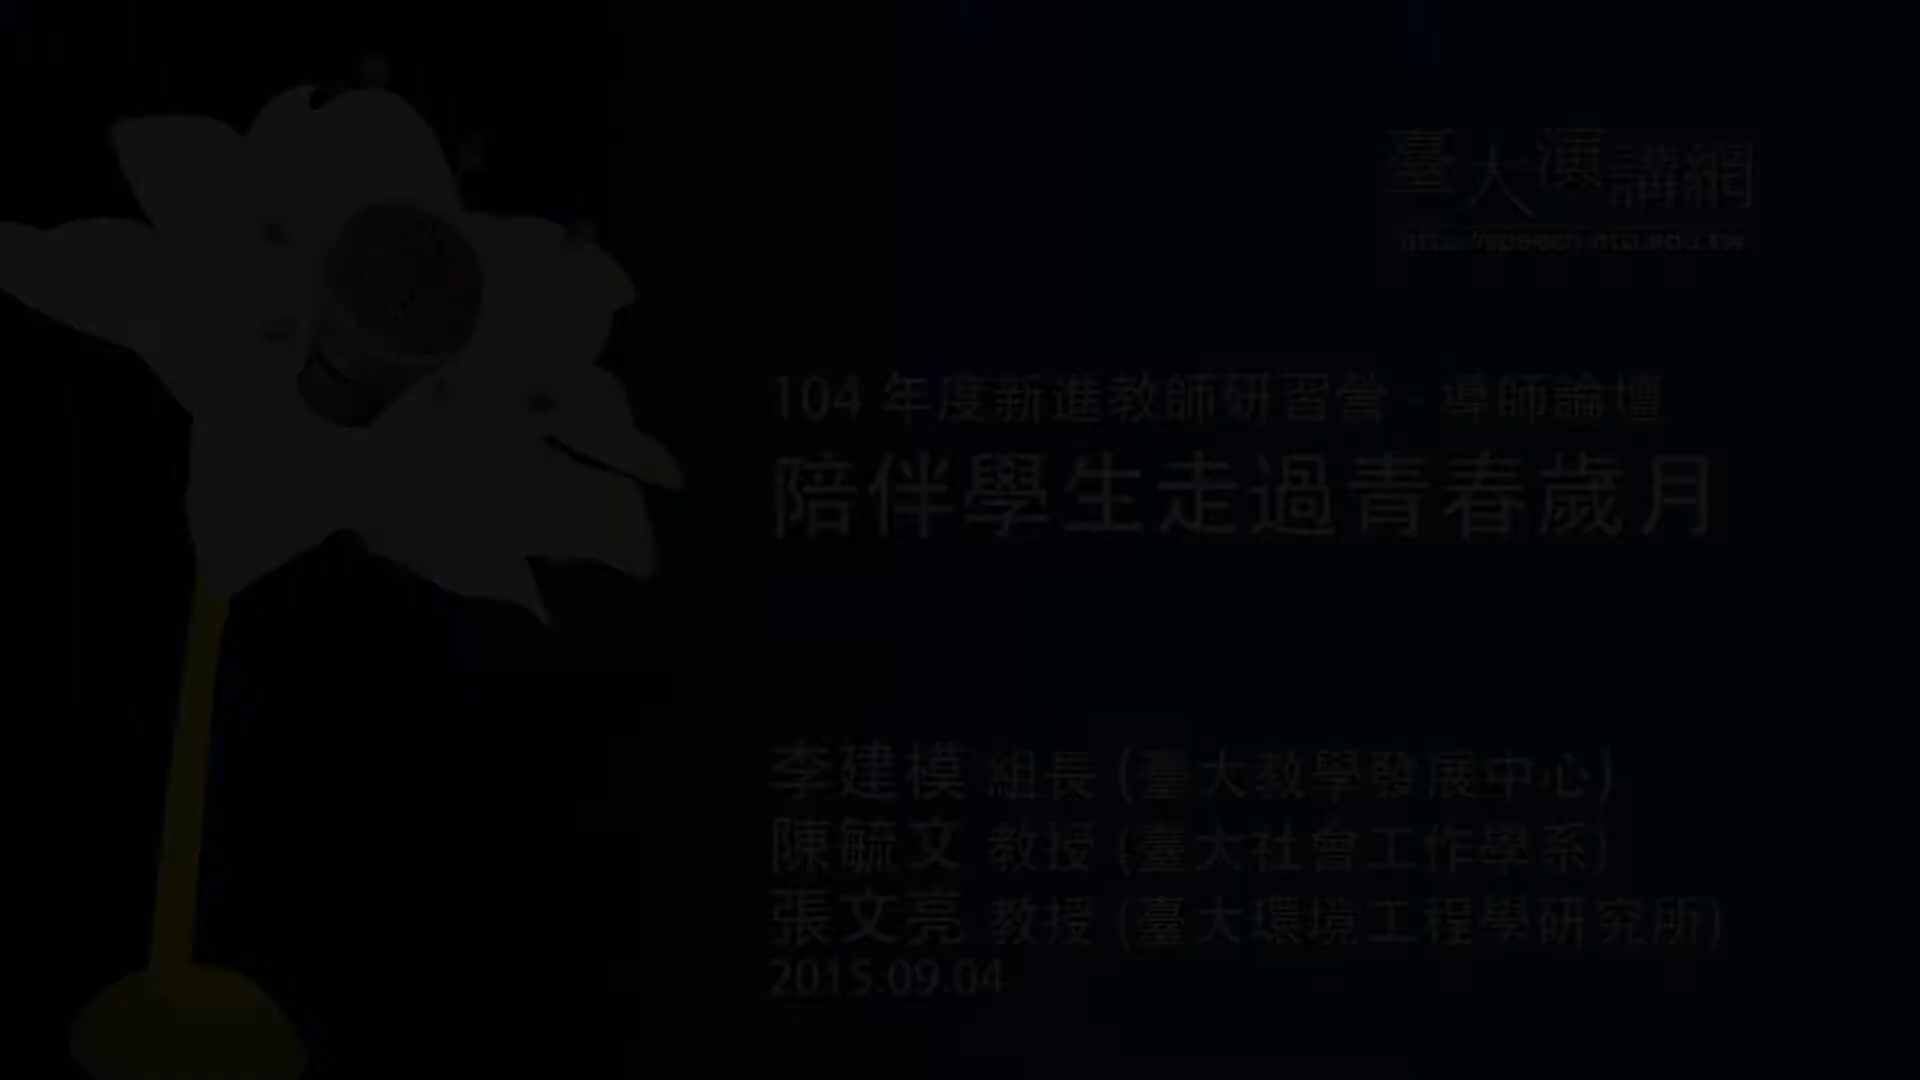 臺大演講網
http://speech.ntu.edu.tw
104 年度新進教師研習營 - 導師論壇
陪伴學生走過青春歲月
李建模 組長 (臺大教學發展中心)
陳毓文 教授 (臺大社會工作學系)
張文亮 教授 (臺大環境工程學研究所)
2015.09.04